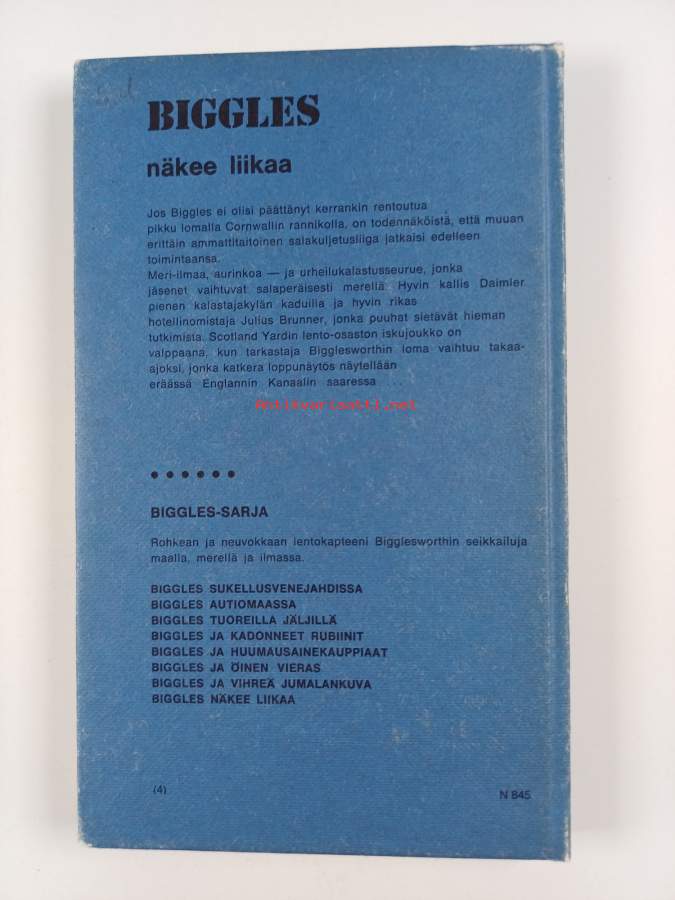 BIGGLES
näkee liikaa
Jos Biggles ei olisi päättänyt kerrankin rentoutua
pikku lomalla Cornwallin rannikolla, on todennäköistä, että muuan
erittäin ammattitaitoinen salakuljetusliiga jatkaisi edelleen
toimintaansa.
Meri-ilmaa, aurinkoa — ja urheilukalastusseurue, jonka
jäsenet vaihtuvat salaperäisesti merellä. Hyvin kallis Daimler
pienen kalastajakylän kaduilla ja hyvin rikas
hotellinomistaja Julius Brunner, jonka puuhat sietävät hieman
tutkimista. Scotland Yardin lento-osaston iskujoukko on
valppaana, kun tarkastaja Bigglesworthin loma vaihtuu takaa-
ajoksi, jonka katkera loppunäytös näytellään
eräässä Englannin Kanaalin saaressa . . .
Antikvariaatti.net
• • • • • •
BIGGLES-SARJA
Rohkean ja neuvokkaan lentokapteeni Bigglesworthin seikkailuja
maalla, merellä ja ilmassa.
BIGGLES SUKELLUSVENEJAHDISSA
BIGGLES AUTIOMAASSA
BIGGLES TUOREILLA JÄLJILLÄ
BIGGLES JA KADONNEET RUBIINIT
BIGGLES JA HUUMAUSAINEKAUPPIAAT
BIGGLES JA ÖINEN VIERAS
BIGGLES JA VIHREÄ JUMALANKUVA
BIGGLES NÄKEE LIIKAA
(4)
N 845